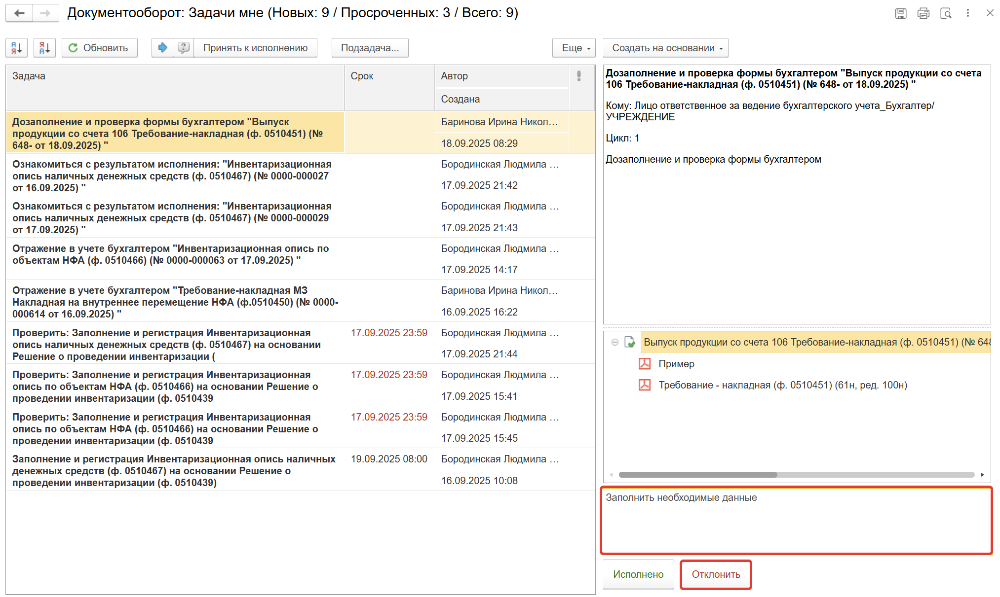 Документооборот: Задачи мне (Новых: 9 / Просроченных: 3 / Всего: 9)
Обновить
Принять к исполнению
Подзадача...
Еще
Создать на основании
Задача
Срок
Автор
Создана
Дозаполнение и проверка формы бухгалтером "Выпуск
продукции со счета 106 Требование-накладная (ф. 0510451) (№
648- от 18.09.2025) "
Баринова Ирина Никол…
18.09.2025 08:29
Ознакомиться с результатом исполнения: "Инвентаризационная
опись наличных денежных средств (ф. 0510467) (№ 0000-000027
от 16.09.2025) "
Бородинская Людмила …
17.09.2025 21:42
Ознакомиться с результатом исполнения: "Инвентаризационная
опись наличных денежных средств (ф. 0510467) (№ 0000-000029
от 17.09.2025) "
Бородинская Людмила …
17.09.2025 21:43
Отражение в учете бухгалтером "Инвентаризационная опись по
объектам НФА (ф. 0510466) (№ 0000-000063 от 17.09.2025) "
Бородинская Людмила …
17.09.2025 14:17
Отражение в учете бухгалтером "Требование-накладная МЗ
Накладная на внутреннее перемещение НФА (ф.0510450) (№ 0000-
000614 от 16.09.2025) "
Баринова Ирина Никол…
16.09.2025 16:22
Проверить: Заполнение и регистрация Инвентаризационная
опись наличных денежных средств (ф. 0510467) на основании
Решение о проведении инвентаризации (
17.09.2025 23:59
Бородинская Людмила …
17.09.2025 21:44
Проверить: Заполнение и регистрация Инвентаризационная
опись по объектам НФА (ф. 0510466) на основании Решение о
проведении инвентаризации (ф. 0510439
17.09.2025 23:59
Бородинская Людмила …
17.09.2025 15:41
Проверить: Заполнение и регистрация Инвентаризационная
опись по объектам НФА (ф. 0510466) на основании Решение о
проведении инвентаризации (ф. 0510439
17.09.2025 23:59
Бородинская Людмила …
17.09.2025 15:45
Заполнение и регистрация Инвентаризационная опись наличных
денежных средств (ф. 0510467) на основании Решение о
проведении инвентаризации (ф. 0510439)
19.09.2025 08:00
Бородинская Людмила …
16.09.2025 10:08
Дозаполнение и проверка формы бухгалтером "Выпуск продукции со счета
106 Требование-накладная (ф. 0510451) (№ 648- от 18.09.2025) "
Кому: Лицо ответственное за ведение бухгалтерского учета_Бухгалтер/
УЧРЕЖДЕНИЕ
Цикл: 1
Дозаполнение и проверка формы бухгалтером
Выпуск продукции со счета 106 Требование-накладная (ф. 0510451) (№ 648
Пример
Требование - накладная (ф. 0510451) (61н, ред. 100н)
Заполнить необходимые данные
Исполнено
Отклонить